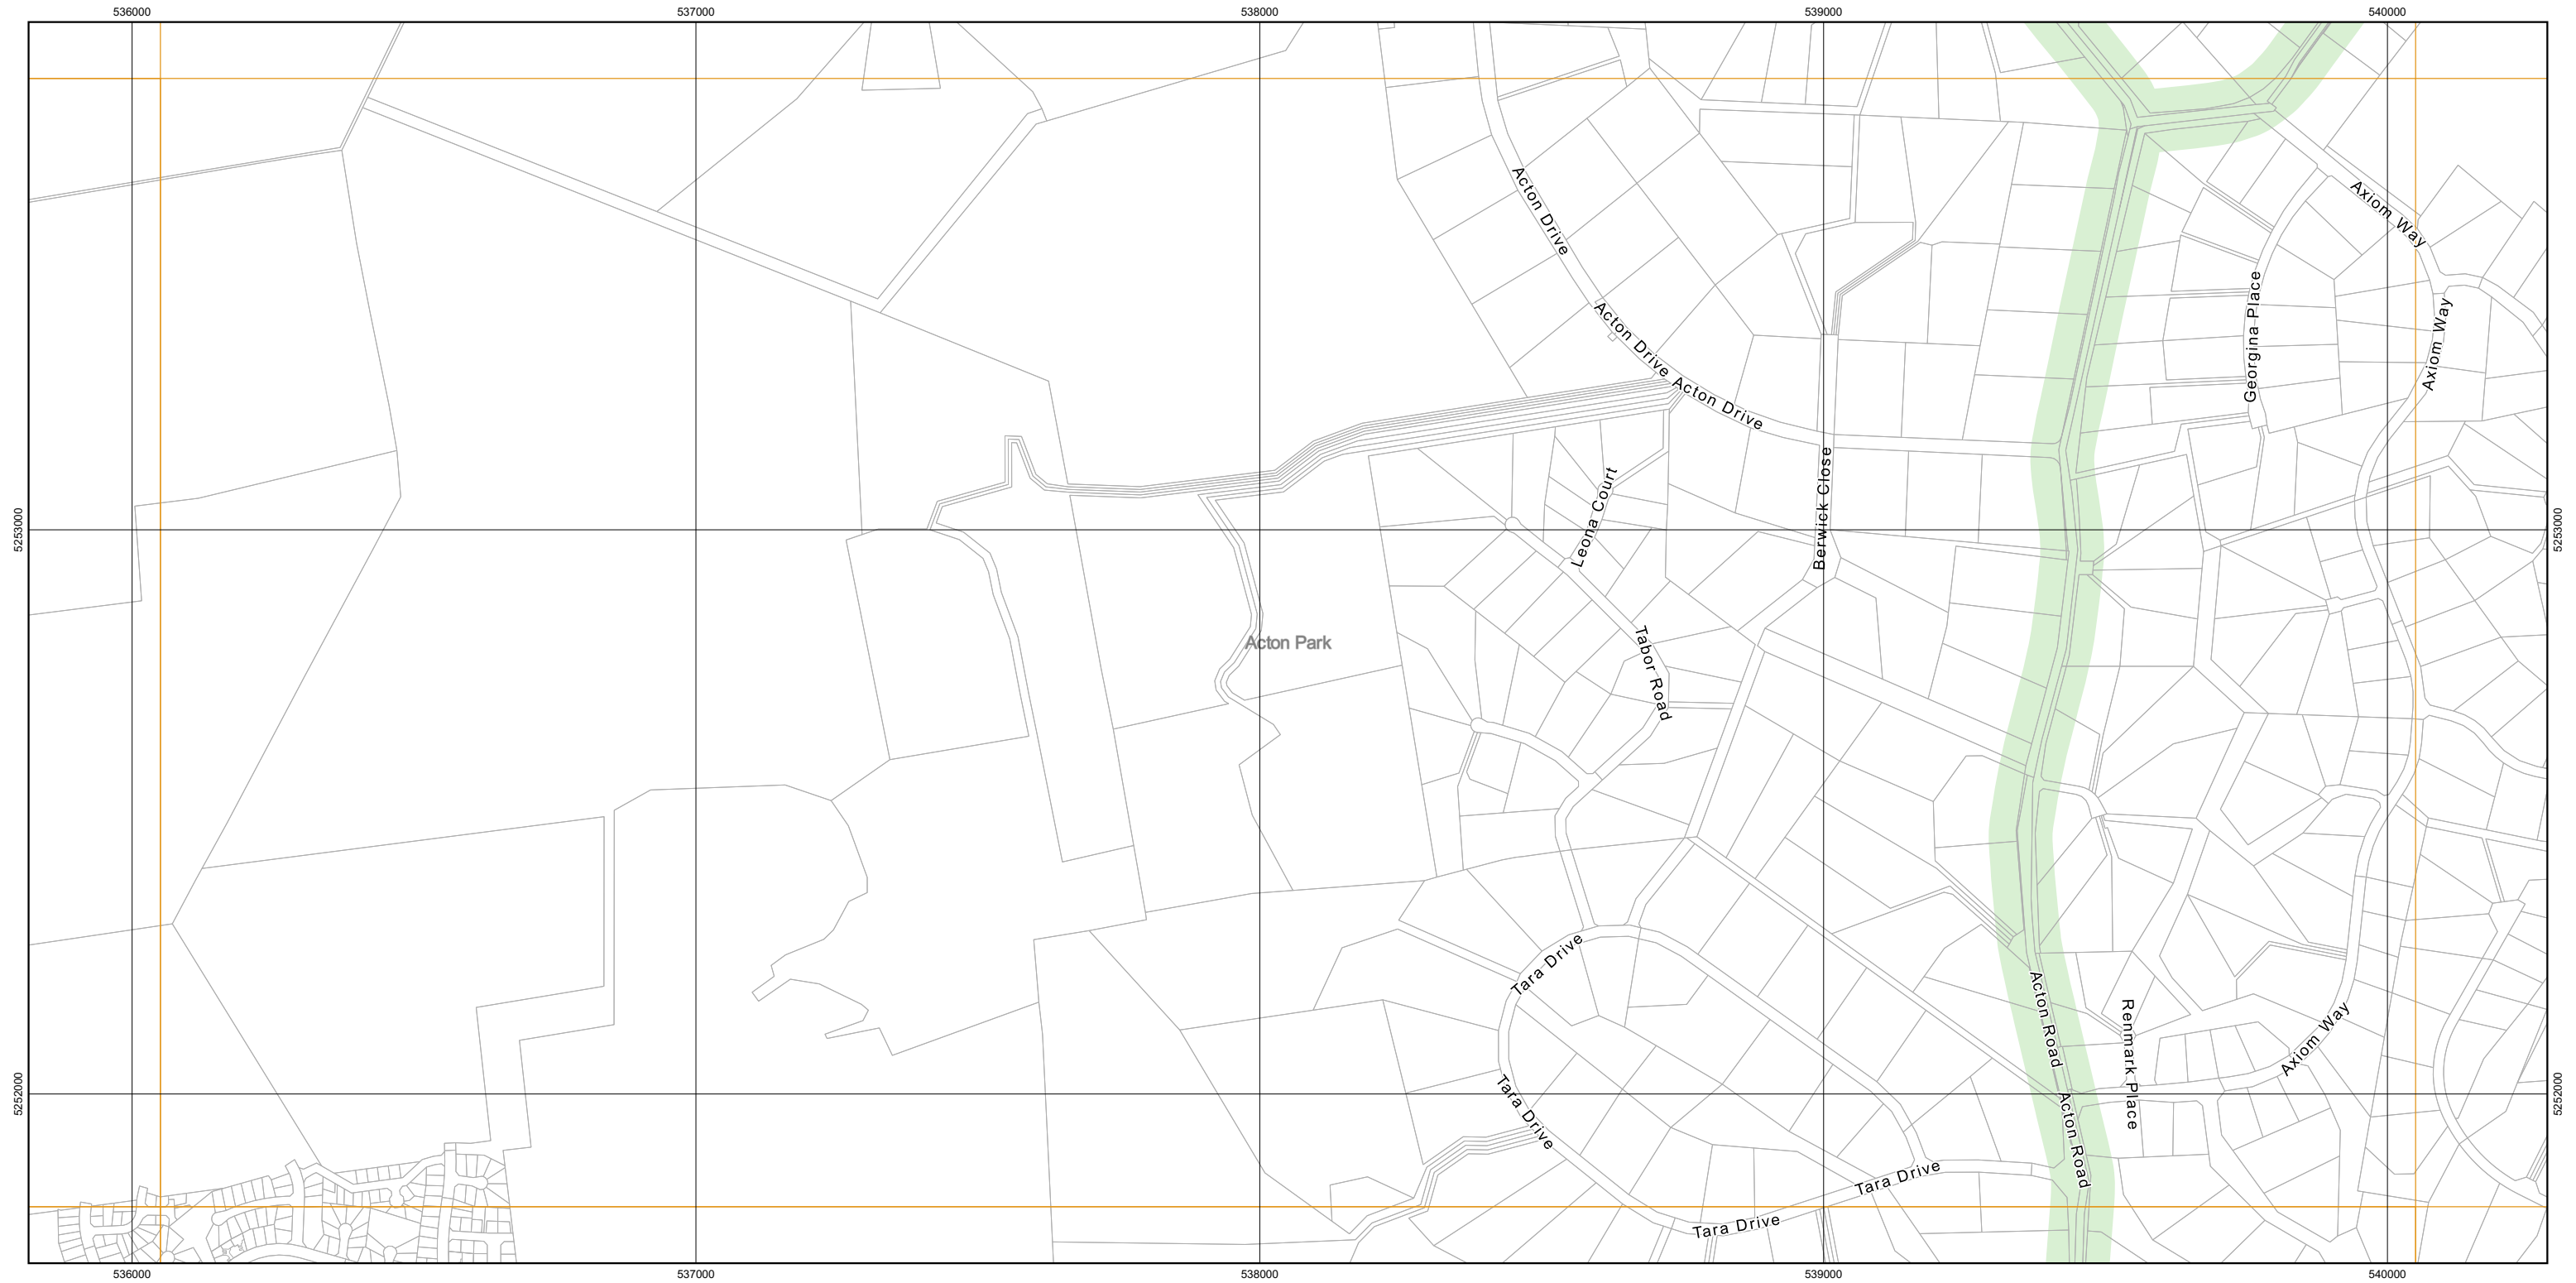 536000
537000
538000
539000
540000
Acton Drive
Axiom Way
Acton Drive
Georgina Place
Axiom Way
Acton Drive
Leona Court
Berwick Close
5253000
5253000
Acton Park
Tabor Road
Tara Drive
Acton Road
Renmark Place
Axiom Way
Tara Drive
5252000
5252000
Acton Road
Tara Drive
Tara Drive
536000
537000
538000
539000
540000